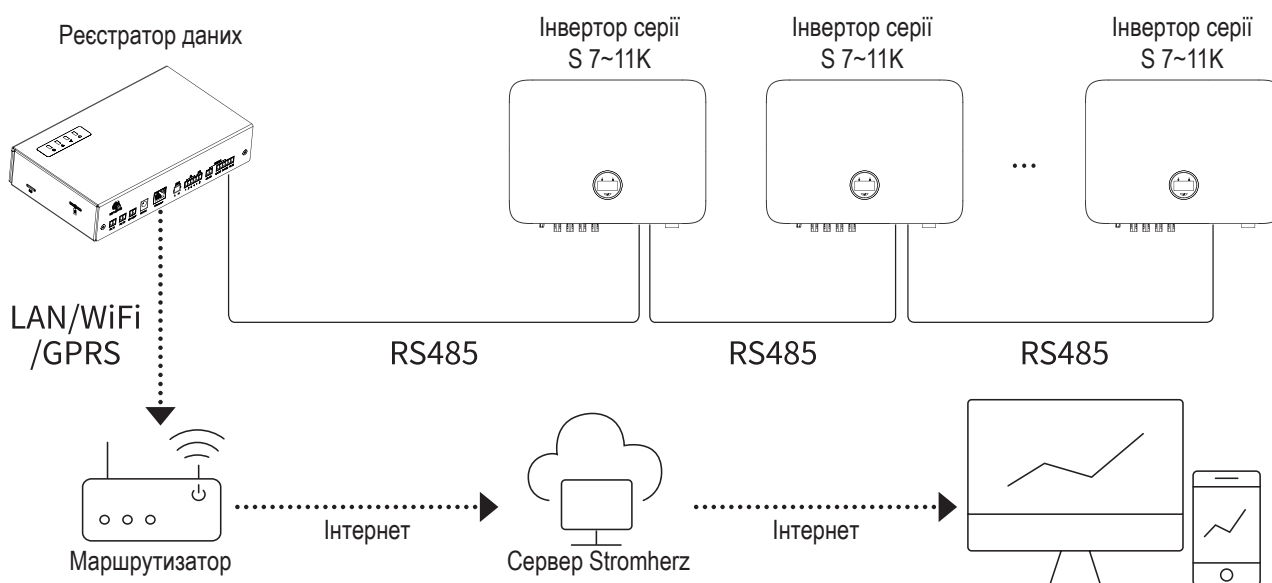 Реєстратор даних
Інвертор серії
S 7~11K
Інвертор серії
S 7~11K
Інвертор серії
S 7~11K
...
LAN/WiFi
/GPRS
RS485
RS485
RS485
Інтернет
Інтернет
Маршрутизатор
Сервер Stromherz